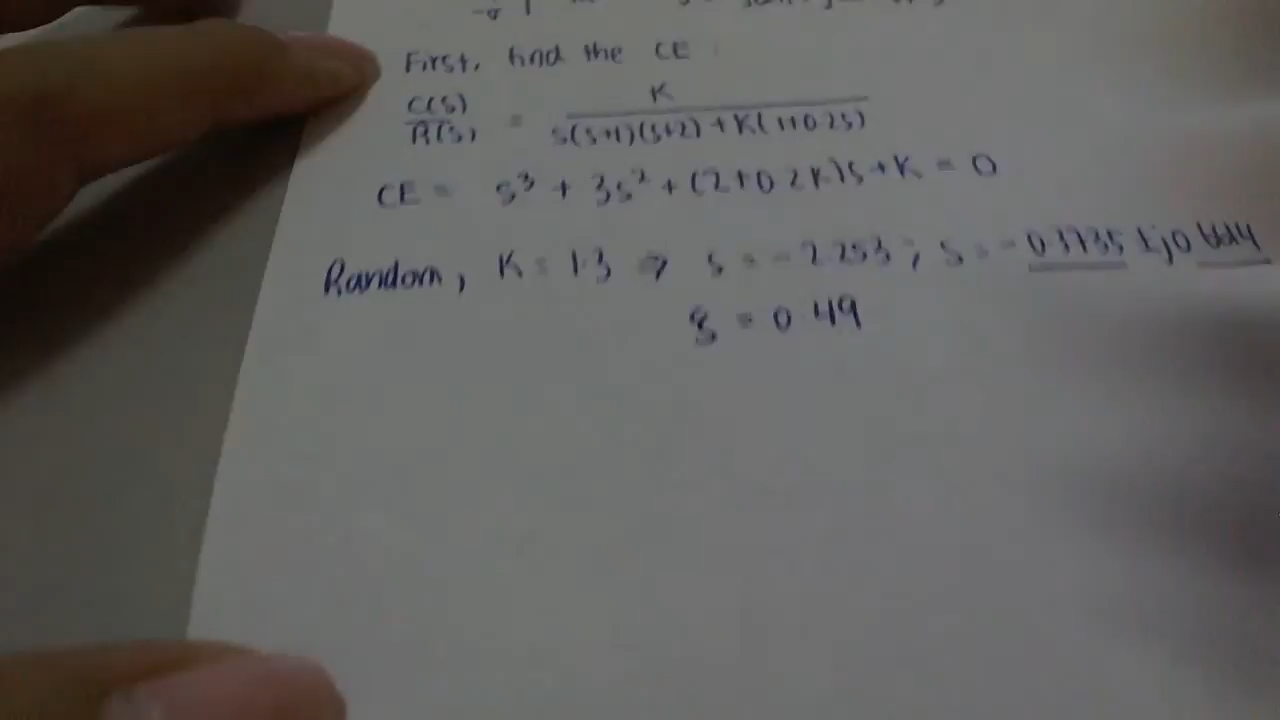 First, find the CE :
C(s)/R(s) = K/s(s+1)(s+2)+K(1+0.2s)
CE = s³ + 3s² + (2+0.2K)s+K = 0
Random, K = 1.3 → s = -2.253 ; s = -0.3735 ± j0.6614
ξ = 0.49